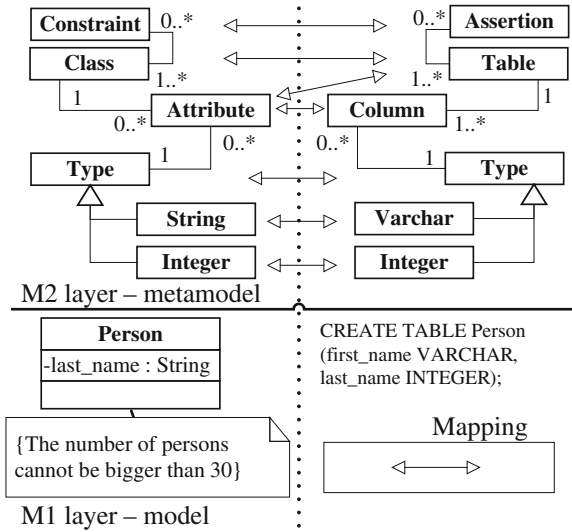 Constraint 0..* 0..* Assertion
Class 1..* 1..* Table
1 Attribute Column 1
0..* 0..* 0..* 1..*
Type 1 1 Type
String Varchar
Integer Integer
M2 layer – metamodel
Person
-last_name : String
{The number of persons
cannot be bigger than 30}
M1 layer – model
CREATE TABLE Person
(first_name VARCHAR,
last_name INTEGER);
Mapping